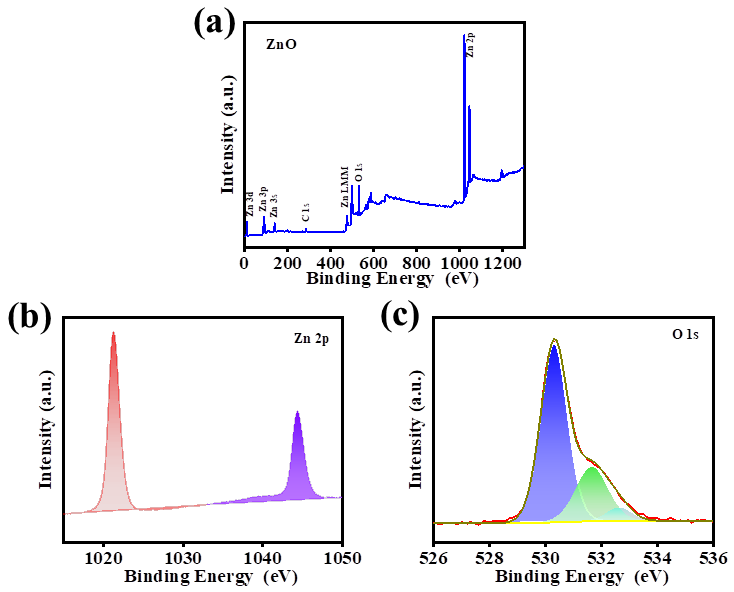 (a)
ZnO
Intensity (a.u.)
Zn 3d
Zn 3p
Zn 3s
C 1s
Zn LMM
O 1s
Zn 2p
0 200 400 600 800 1000 1200
Binding Energy (eV)
(b)
Zn 2p
Intensity (a.u.)
1020 1030 1040 1050
Binding Energy (eV)
(c)
O 1s
Intensity (a.u.)
526 528 530 532 534 536
Binding Energy (eV)